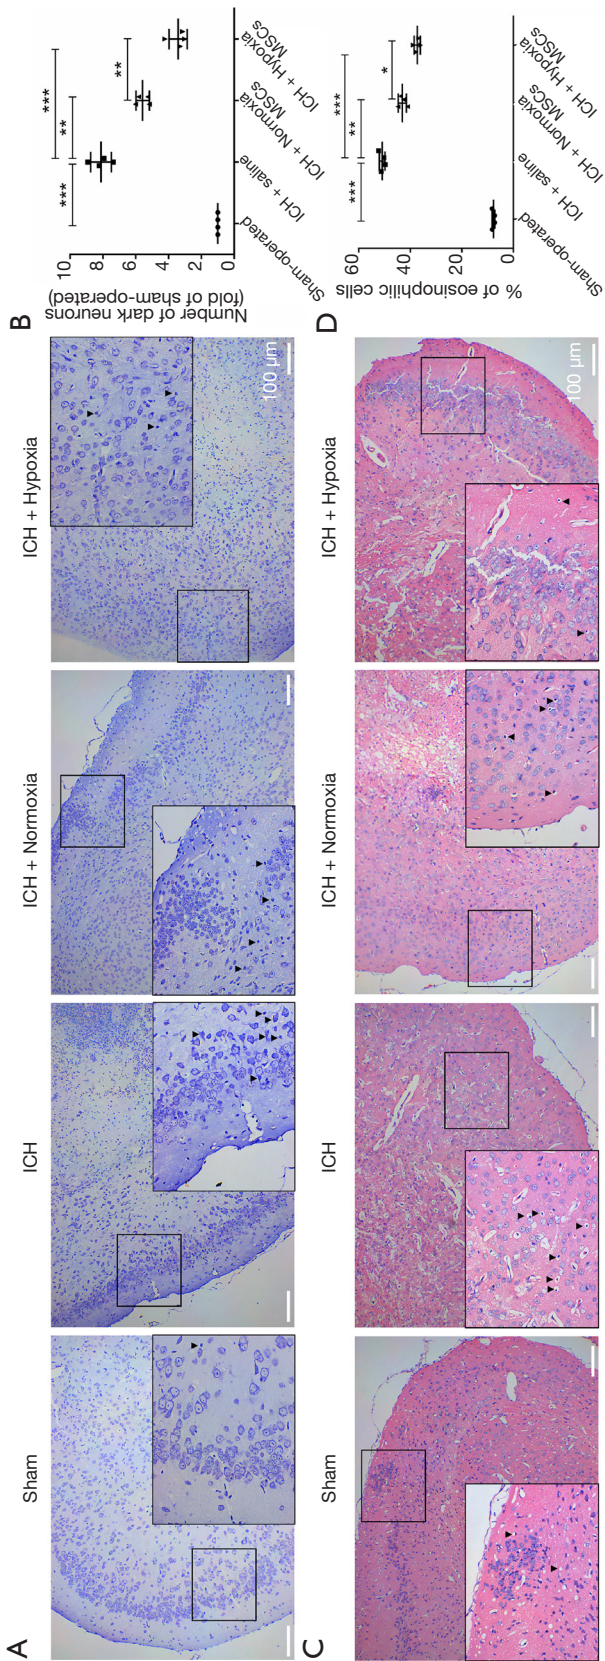 A
Sham
ICH
ICH + Normoxia
ICH + Hypoxia
100 µm
B
Number of dark neurons
(fold of sham-operated)
10
8
6
4
2
0
***
**
***
**
Sham-operated
ICH + saline
ICH + Normoxia
MSCs
ICH + Hypoxia
MSCs
C
Sham
ICH
ICH + Normoxia
ICH + Hypoxia
100 µm
D
% of eosinophilic cells
60
40
20
0
***
**
***
*
Sham-operated
ICH + saline
ICH + Normoxia
MSCs
ICH + Hypoxia
MSCs